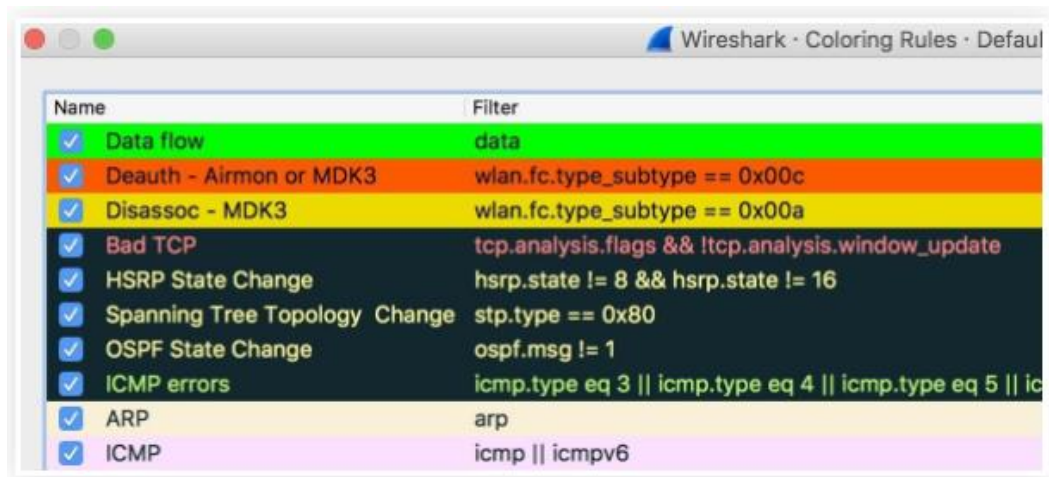 Wireshark · Coloring Rules · Defaul
Name Filter
Data flow data
Deauth - Airmon or MDK3 wlan.fc.type_subtype == 0x00c
Disassoc - MDK3 wlan.fc.type_subtype == 0x00a
Bad TCP tcp.analysis.flags && !tcp.analysis.window_update
HSRP State Change hsrp.state != 8 && hsrp.state != 16
Spanning Tree Topology Change stp.type == 0x80
OSPF State Change ospf.msg != 1
ICMP errors icmp.type eq 3 || icmp.type eq 4 || icmp.type eq 5 || ic
ARP arp
ICMP icmp || icmpv6